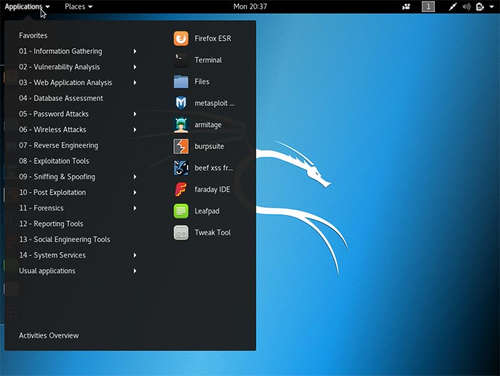 Applications Places Mon 20:37 1
Favorites
01 - Information Gathering
02 - Vulnerability Analysis
03 - Web Application Analysis
04 - Database Assessment
05 - Password Attacks
06 - Wireless Attacks
07 - Reverse Engineering
08 - Exploitation Tools
09 - Sniffing & Spoofing
10 - Post Exploitation
11 - Forensics
12 - Reporting Tools
13 - Social Engineering Tools
14 - System Services
Usual applications
Activities Overview
Firefox ESR
Terminal
Files
metasploit ...
armitage
burpsuite
beef xss fr...
faraday IDE
Leafpad
Tweak Tool